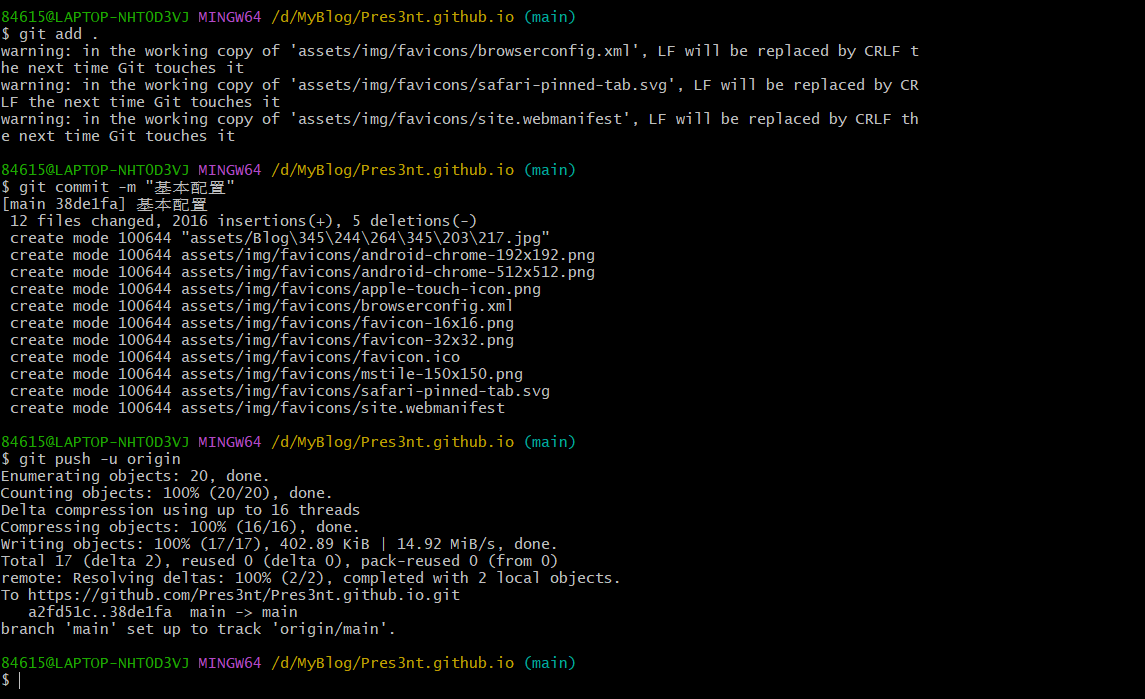 84615@LAPTOP-NHT0D3VJ MINGW64 /d/MyBlog/Pres3nt.github.io (main)
$ git add .
warning: in the working copy of 'assets/img/favicons/browserconfig.xml', LF will be replaced by CRLF t
he next time Git touches it
warning: in the working copy of 'assets/img/favicons/safari-pinned-tab.svg', LF will be replaced by CR
LF the next time Git touches it
warning: in the working copy of 'assets/img/favicons/site.webmanifest', LF will be replaced by CRLF th
e next time Git touches it
84615@LAPTOP-NHT0D3VJ MINGW64 /d/MyBlog/Pres3nt.github.io (main)
$ git commit -m "基本配置"
[main 38de1fa] 基本配置
 12 files changed, 2016 insertions(+), 5 deletions(-)
 create mode 100644 "assets/Blog\345\244\264\345\203\217.jpg"
 create mode 100644 assets/img/favicons/android-chrome-192x192.png
 create mode 100644 assets/img/favicons/android-chrome-512x512.png
 create mode 100644 assets/img/favicons/apple-touch-icon.png
 create mode 100644 assets/img/favicons/browserconfig.xml
 create mode 100644 assets/img/favicons/favicon-16x16.png
 create mode 100644 assets/img/favicons/favicon-32x32.png
 create mode 100644 assets/img/favicons/favicon.ico
 create mode 100644 assets/img/favicons/mstile-150x150.png
 create mode 100644 assets/img/favicons/safari-pinned-tab.svg
 create mode 100644 assets/img/favicons/site.webmanifest
84615@LAPTOP-NHT0D3VJ MINGW64 /d/MyBlog/Pres3nt.github.io (main)
$ git push -u origin
Enumerating objects: 20, done.
Counting objects: 100% (20/20), done.
Delta compression using up to 16 threads
Compressing objects: 100% (16/16), done.
Writing objects: 100% (17/17), 402.89 KiB | 14.92 MiB/s, done.
Total 17 (delta 2), reused 0 (delta 0), pack-reused 0 (from 0)
remote: Resolving deltas: 100% (2/2), completed with 2 local objects.
To https://github.com/Pres3nt/Pres3nt.github.io.git
   a2fd51c..38de1fa  main -> main
branch 'main' set up to track 'origin/main'.
84615@LAPTOP-NHT0D3VJ MINGW64 /d/MyBlog/Pres3nt.github.io (main)
$